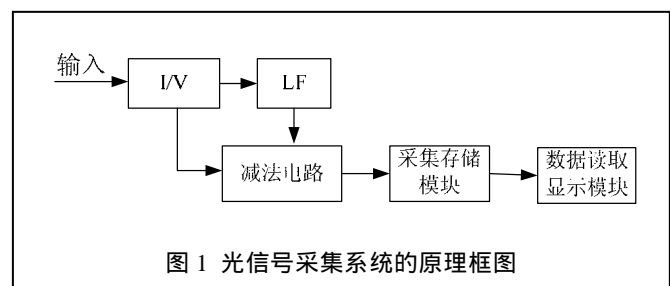 输入
I/V
LF
减法电路
采集存储
模块
数据读取
显示模块
图 1 光信号采集系统的原理框图